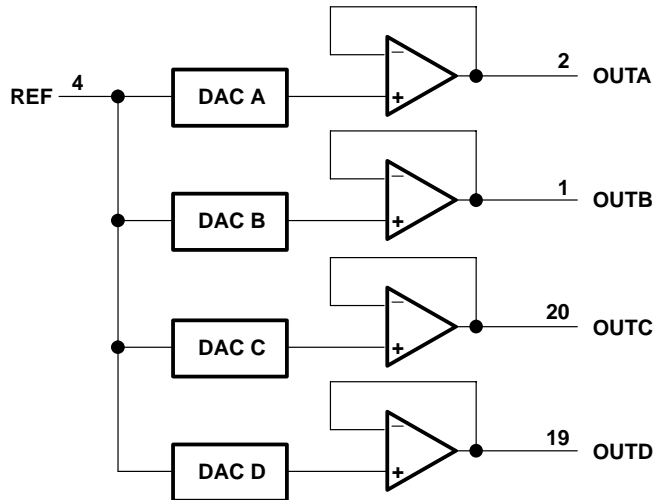 2 OUTA
–
REF 4
DAC A
+
–
1 OUTB
DAC B
+
–
20 OUTC
DAC C
+
–
19 OUTD
DAC D
+